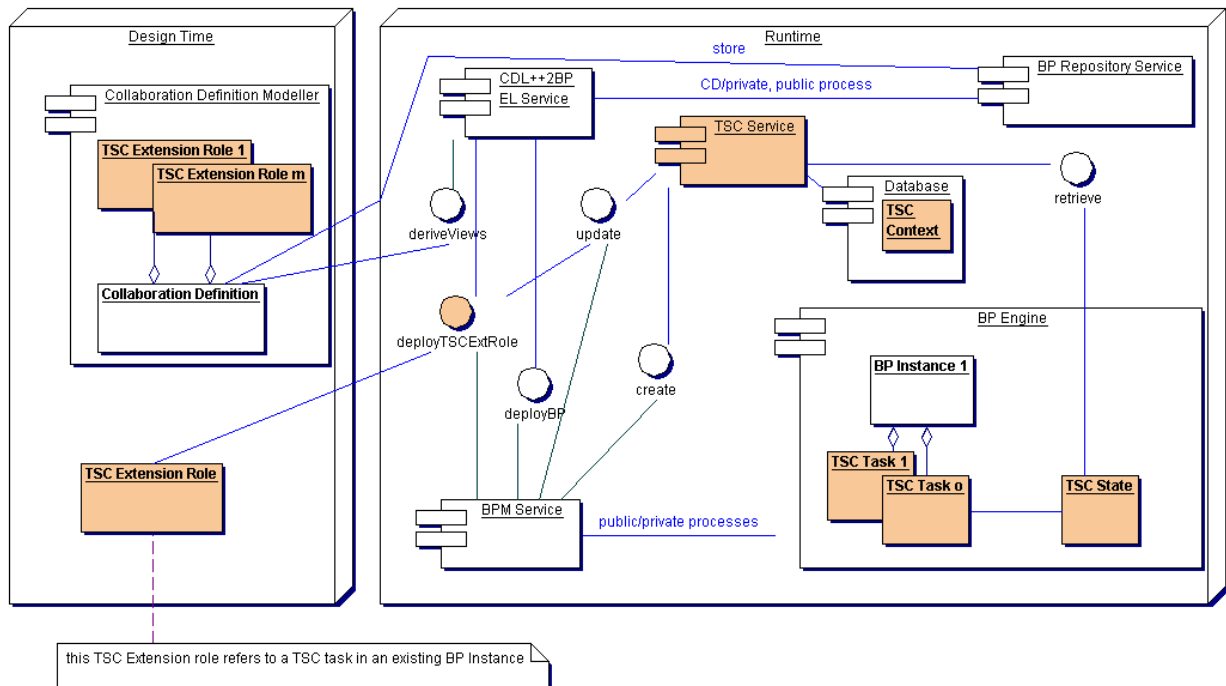 Design Time
Collaboration Definition Modeller
TSC Extension Role 1
TSC Extension Role m
Collaboration Definition
TSC Extension Role
this TSC Extension role refers to a TSC task in an existing BP Instance
Runtime
store
CDL++2BP
EL Service
CD/private, public process
BP Repository Service
TSC Service
Database
TSC
Context
retrieve
deriveViews
update
deployTSCExtRole
deployBP
create
BP Engine
BP Instance 1
TSC Task 1
TSC Task o
TSC State
BPM Service
public/private processes